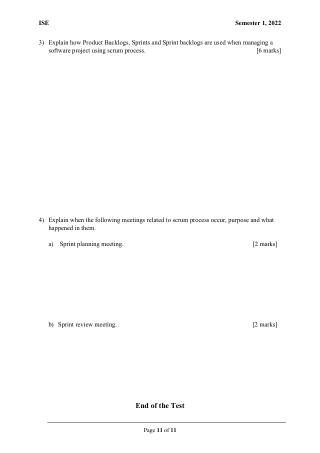 ISE Semester 1, 2022
3) Explain how Product Backlogs, Sprints and Sprint backlogs are used when managing a
software project using scrum process. [6 marks]
4) Explain when the following meetings related to scrum process occur, purpose and what
happened in them.
a) Sprint planning meeting. [2 marks]
b) Sprint review meeting. [2 marks]
End of the Test
Page 11 of 11